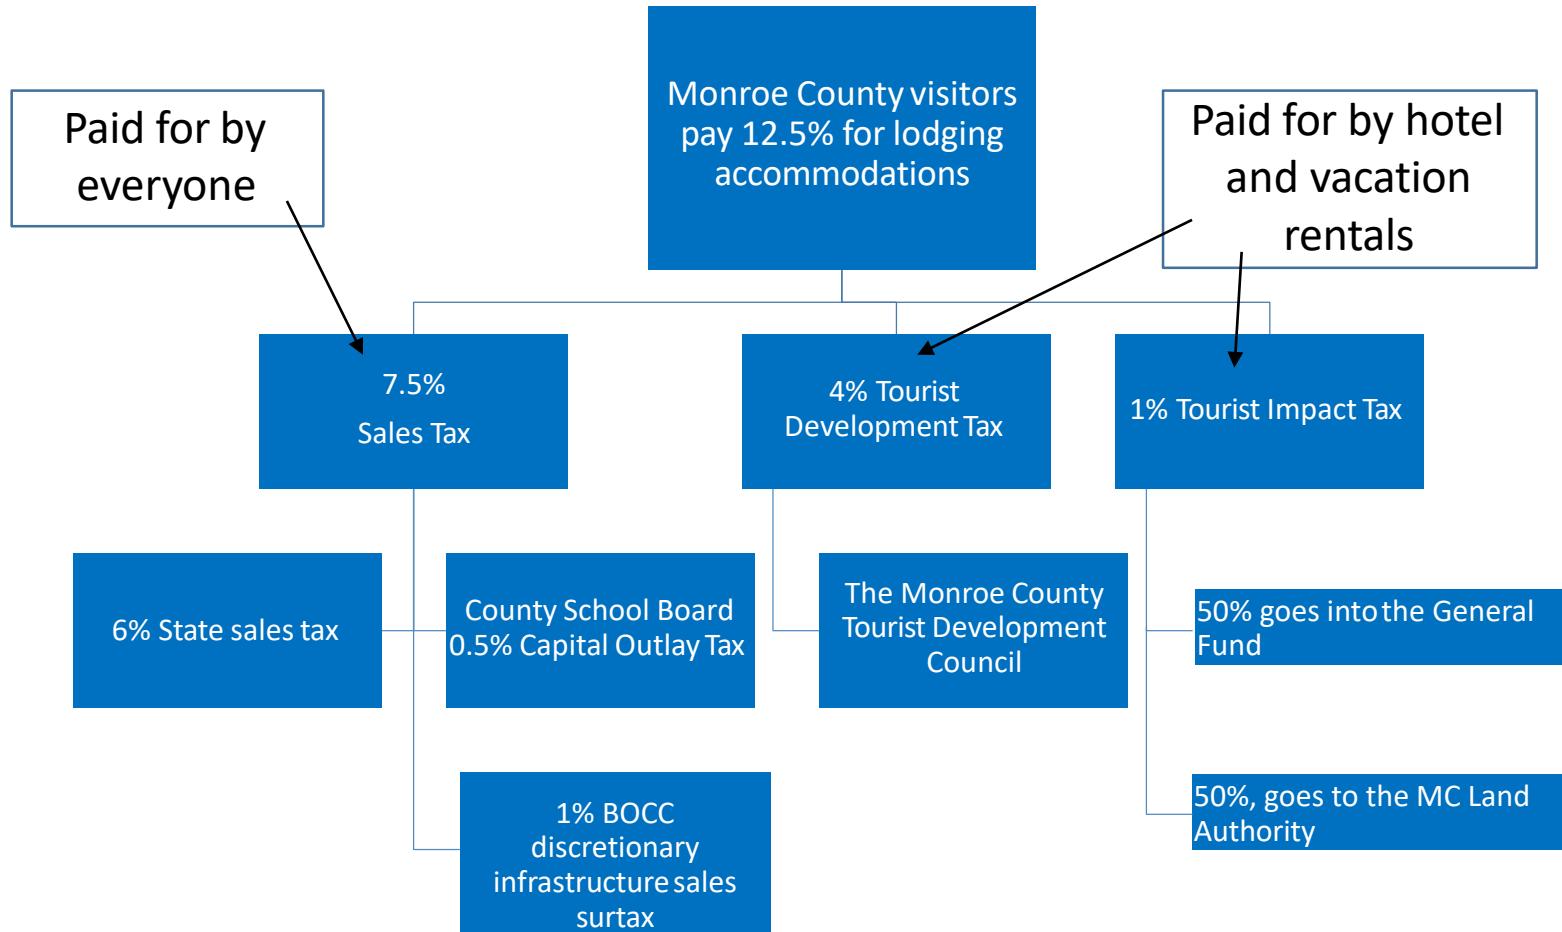 Monroe County visitors
pay 12.5% for lodging
accommodations
Paid for by
everyone
Paid for by hotel
and vacation
rentals
7.5%
Sales Tax
4% Tourist
Development Tax
1% Tourist Impact Tax
6% State sales tax
County School Board
0.5% Capital Outlay Tax
The Monroe County
Tourist Development
Council
50% goes into the General
Fund
1% BOCC
discretionary
infrastructure sales
surtax
50%, goes to the MC Land
Authority